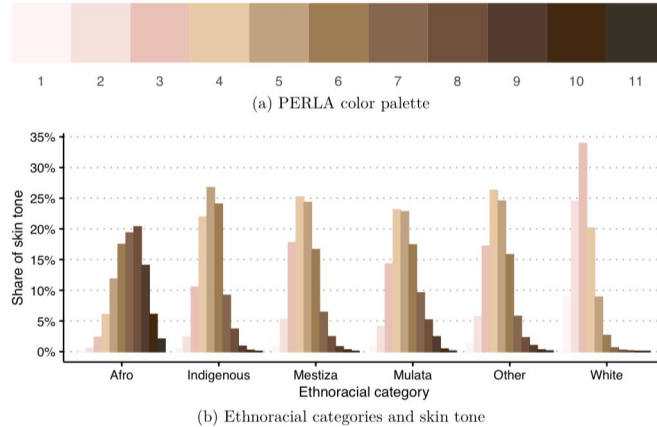 1 2 3 4 5 6 7 8 9 10 11
(a) PERLA color palette
35%
30%
25%
20%
15%
10%
5%
0%
Share of skin tone
Afro Indigenous Mestiza Mulata Other White
Ethnoracial category
(b) Ethnoracial categories and skin tone